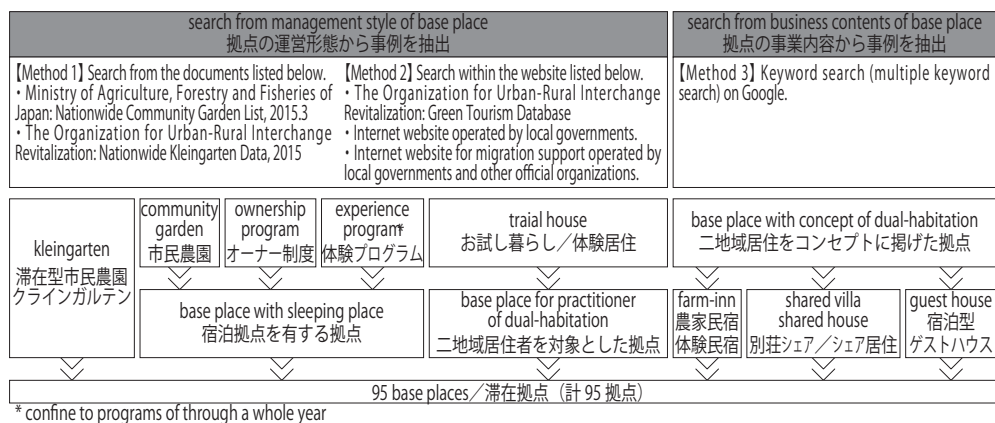 search from management style of base place
拠点の運営形態から事例を抽出
search from business contents of base place
拠点の事業内容から事例を抽出
【Method 1】Search from the documents listed below.
・Ministry of Agriculture, Forestry and Fisheries of
Japan: Nationwide Community Garden List, 2015.3
・The Organization for Urban-Rural Interchange
Revitalization: Nationwide Kleingarten Data, 2015
【Method 2】Search within the website listed below.
・The Organization for Urban-Rural Interchange
Revitalization: Green Tourism Database
・Internet website operated by local governments.
・Internet website for migration support operated by
local governments and other official organizations.
【Method 3】Keyword search (multiple keyword
search) on Google.
kleingarten
滞在型市民農園
クラインガルテン
community
garden
市民農園
ownership
program
オーナー制度
experience
program*
体験プログラム
traial house
お試し暮らし／体験居住
base place with concept of dual-habitation
二地域居住をコンセプトに掲げた拠点
base place with sleeping place
宿泊拠点を有する拠点
base place for practitioner
of dual-habitation
二地域居住者を対象とした拠点
farm-inn
農家民宿
体験民宿
shared villa
shared house
別荘シェア／シェア居住
guest house
宿泊型
ゲストハウス
95 base places／滞在拠点（計 95 拠点）
* confine to programs of through a whole year